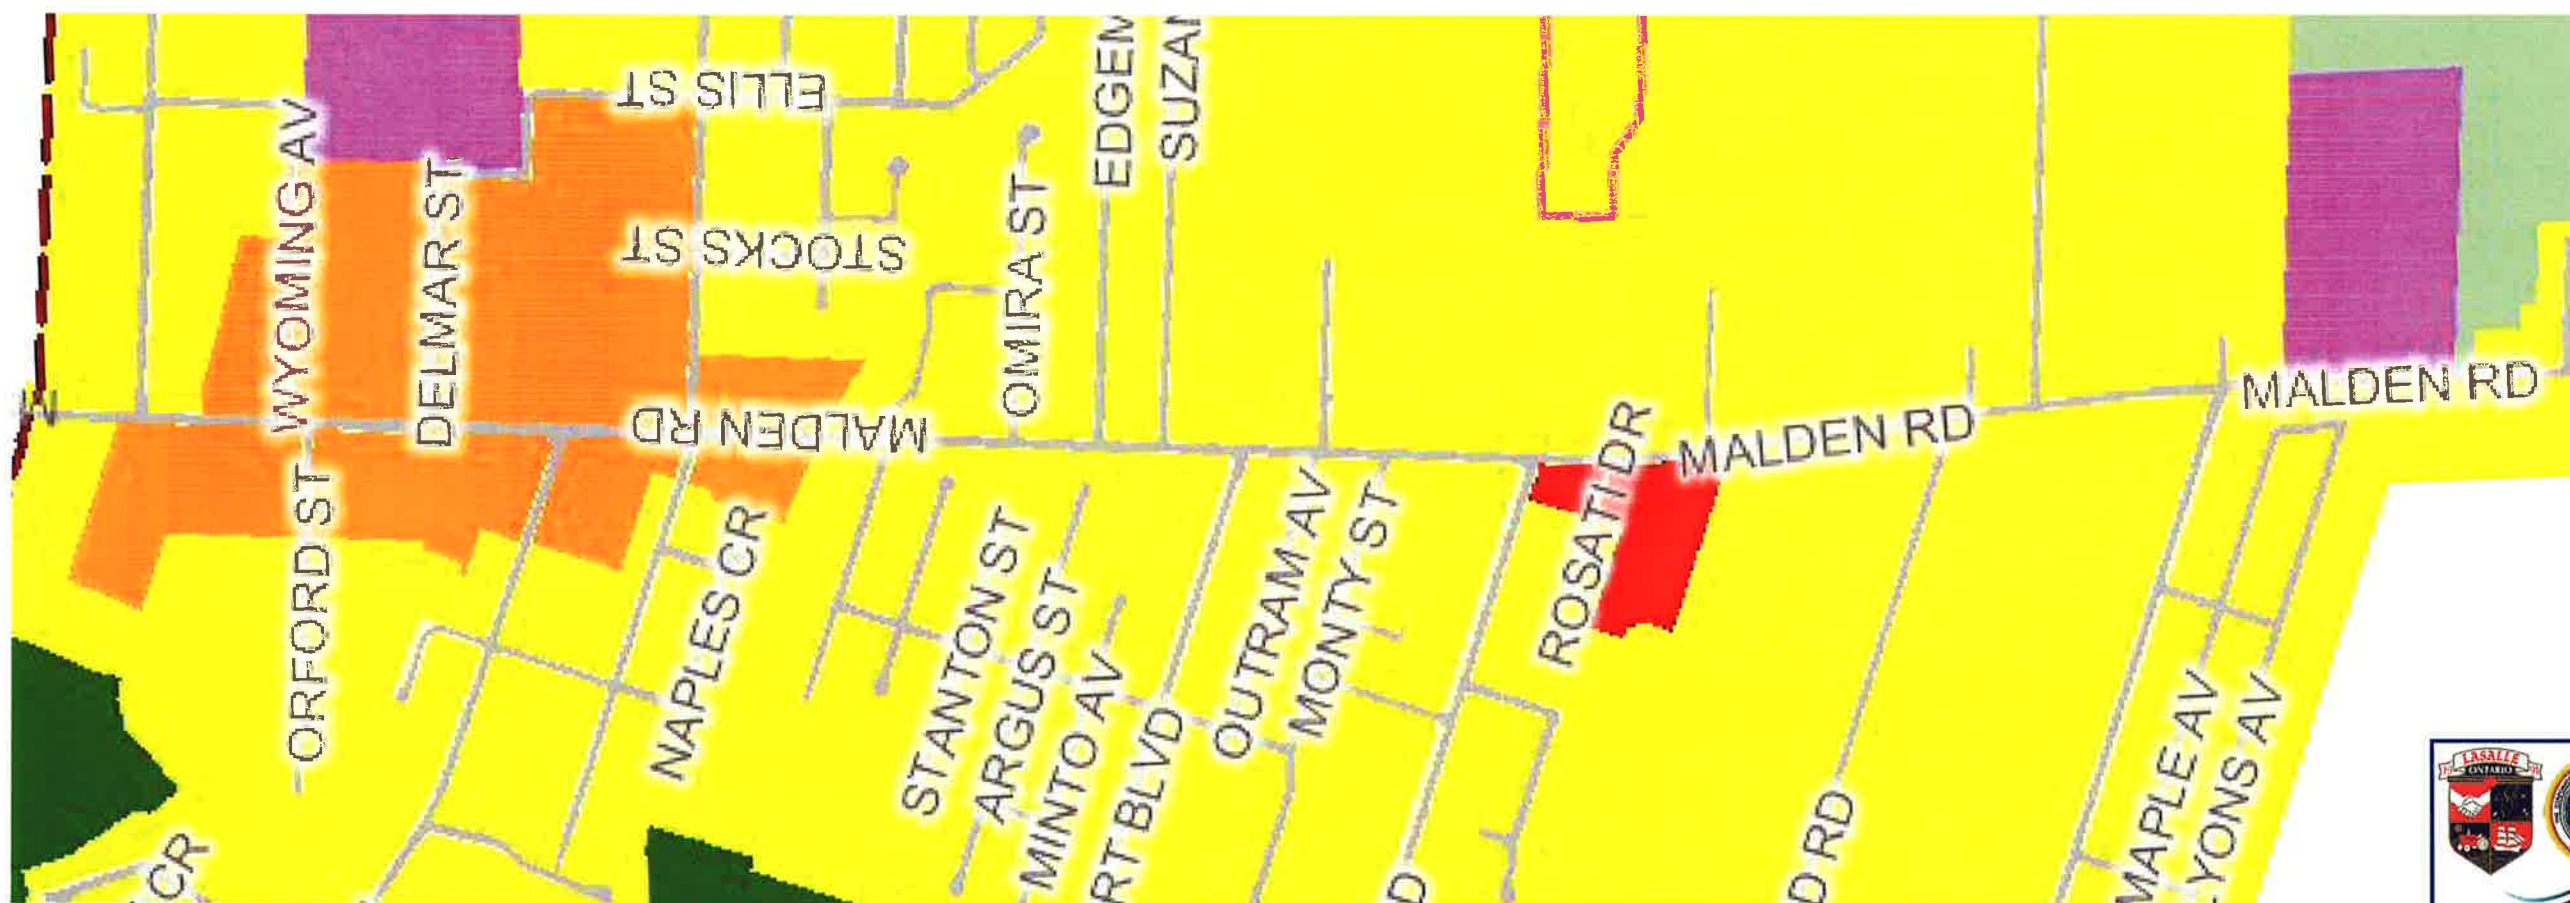 ELLIS ST
EDGEM
SUZAN
WYOMING AV
DELMAR ST
STOCKS ST
OMIRA ST
MALDEN RD
MALDEN RD
MALDEN RD
ROSATI DR
ORFORD ST
NAPLES CR
STANTON ST
ARGUS ST
MINTO AV
RT BLVD
OUTRAM AV
MONTY ST
D
D RD
MAPLE AV
LYONS AV
CR
LASALLE
ONTARIO